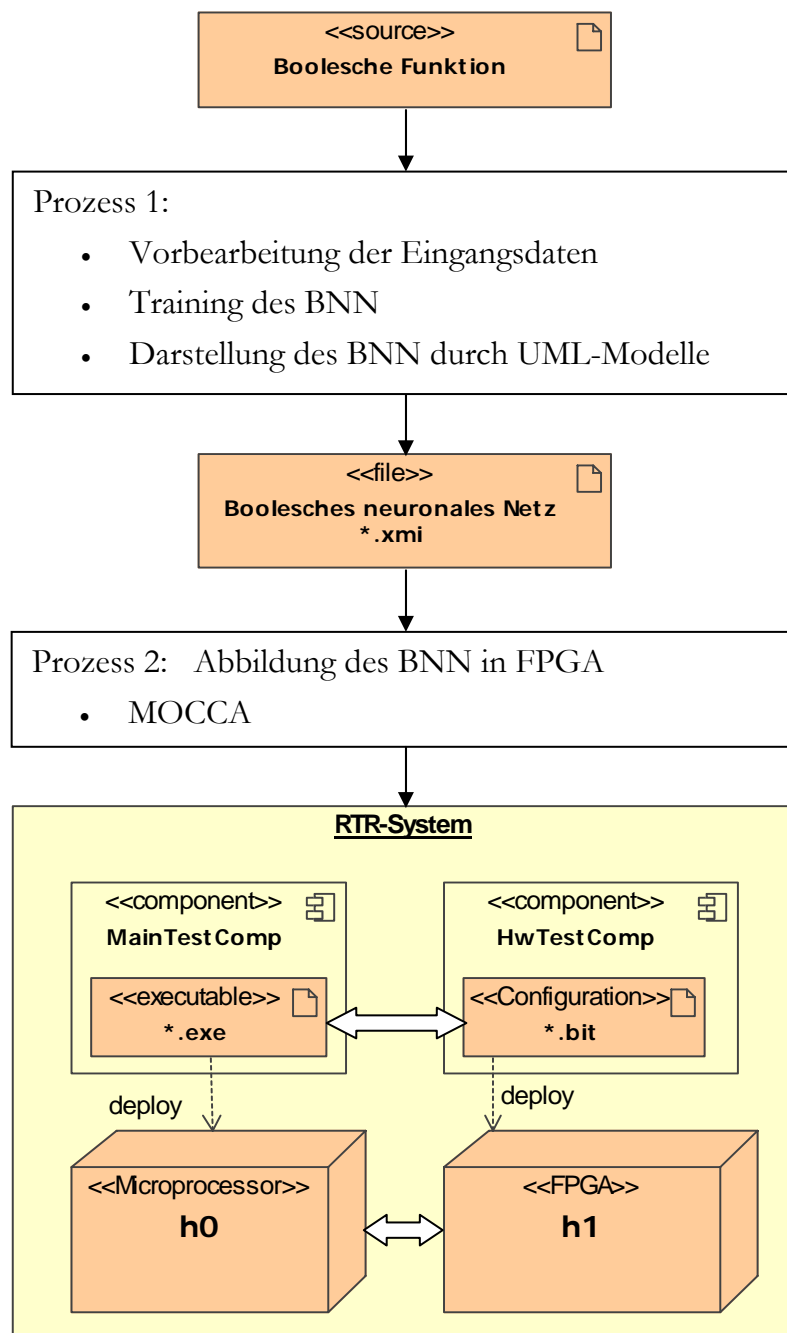 <<source>>
Boolesche Funktion
Prozess 1:
• Vorbearbeitung der Eingangsdaten
• Training des BNN
• Darstellung des BNN durch UML-Modelle
<<file>>
Boolesches neuronales Netz
*.xmi
Prozess 2: Abbildung des BNN in FPGA
• MOCCA
RTR-System
<<component>>
MainTestComp
<<executable>>
*.exe
<<component>>
HwTestComp
<<Configuration>>
*.bit
deploy
deploy
<<Microprocessor>>
h0
<<FPGA>>
h1